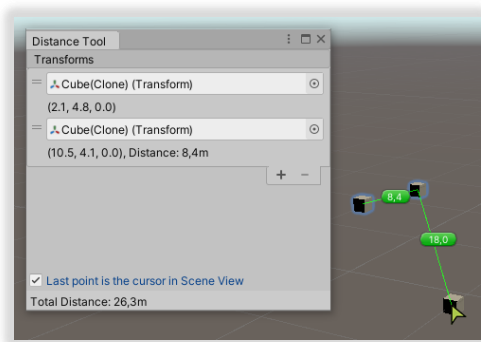 Distance Tool
Transforms
Cube(Clone) (Transform)
(2.1, 4.8, 0.0)
Cube(Clone) (Transform)
(10.5, 4.1, 0.0), Distance: 8,4m
+ −
8,4
18,0
Last point is the cursor in Scene View
Total Distance: 26,3m